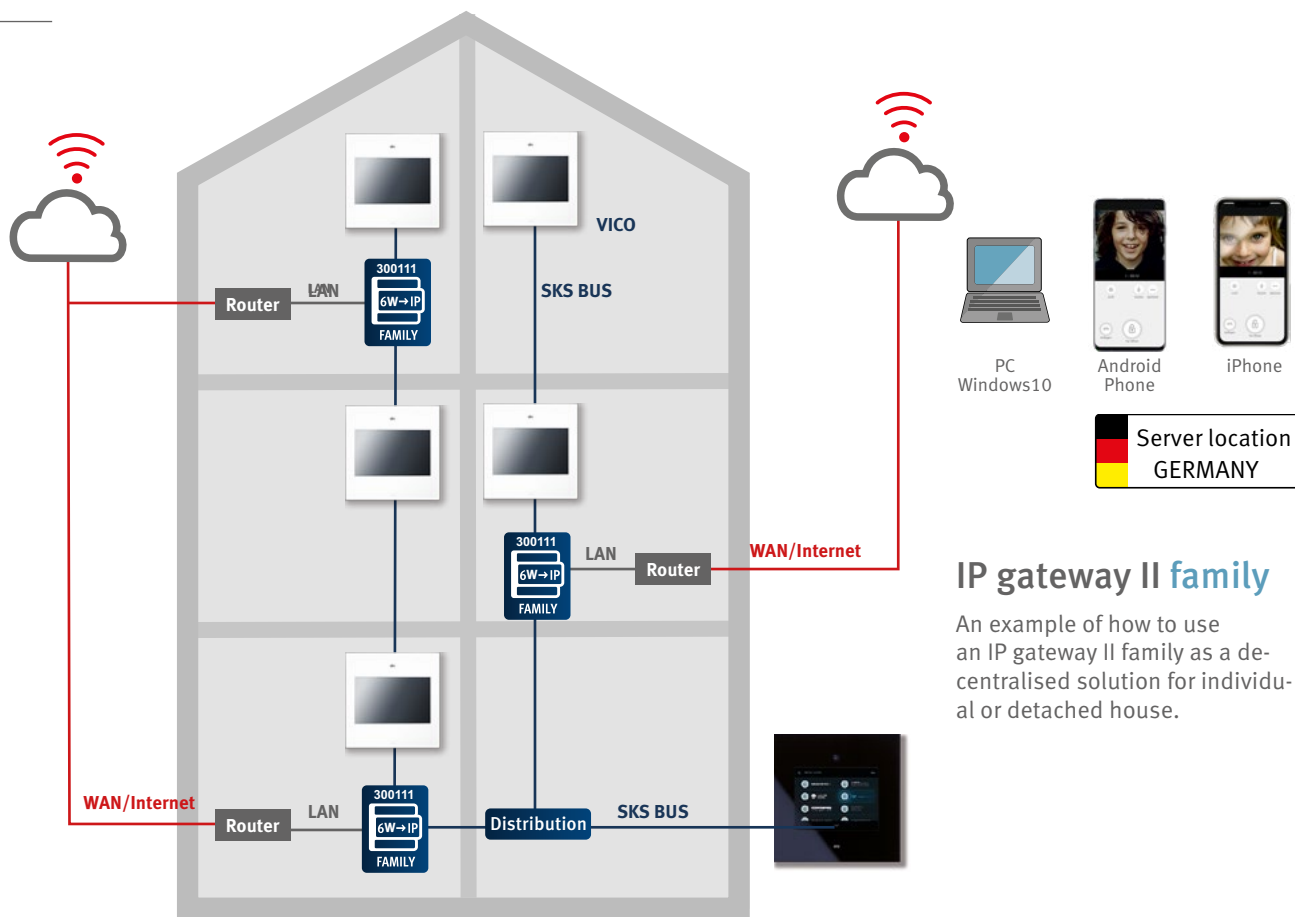 VICO
300111
6W→IP
FAMILY
Router
LAN
SKS BUS
PC
Windows10
Android
Phone
iPhone
Server location
GERMANY
300111
6W→IP
FAMILY
LAN
Router
WAN/Internet
IP gateway II family
An example of how to use
an IP gateway II family as a de-
centralised solution for individu-
al or detached house.
WAN/Internet
Router
LAN
300111
6W→IP
FAMILY
Distribution
SKS BUS